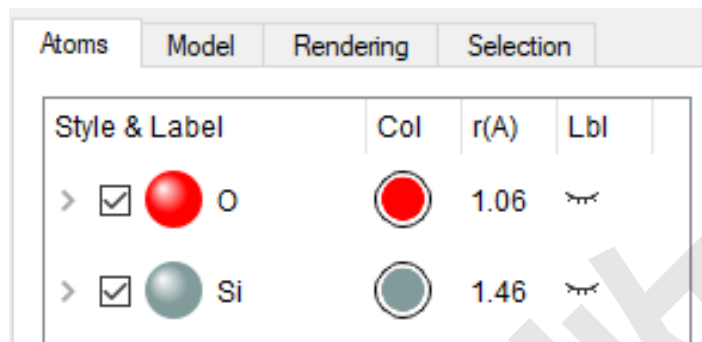 Atoms Model Rendering Selection
Style & Label Col r(A) Lbl
O 1.06
Si 1.46